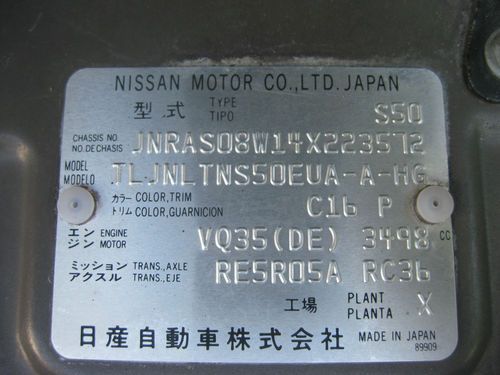 NISSAN MOTOR CO.,LTD. JAPAN
型式 TYPE TIPO S50
CHASSIS NO. NO.DE CHASIS JNRAS08W14X223572
MODEL MODELO TLJNLTNS50EUA-A-HG
カラー COLOR,TRIM
トリム COLOR,GUARNICION C16 P
エンジン ENGINE MOTOR VQ35(DE) 3498 CC
ミッション TRANS.,AXLE
アクスル TRANS.,EJE RE5R05A RC36
工場 PLANT PLANTA X
日産自動車株式会社 MADE IN JAPAN
89909